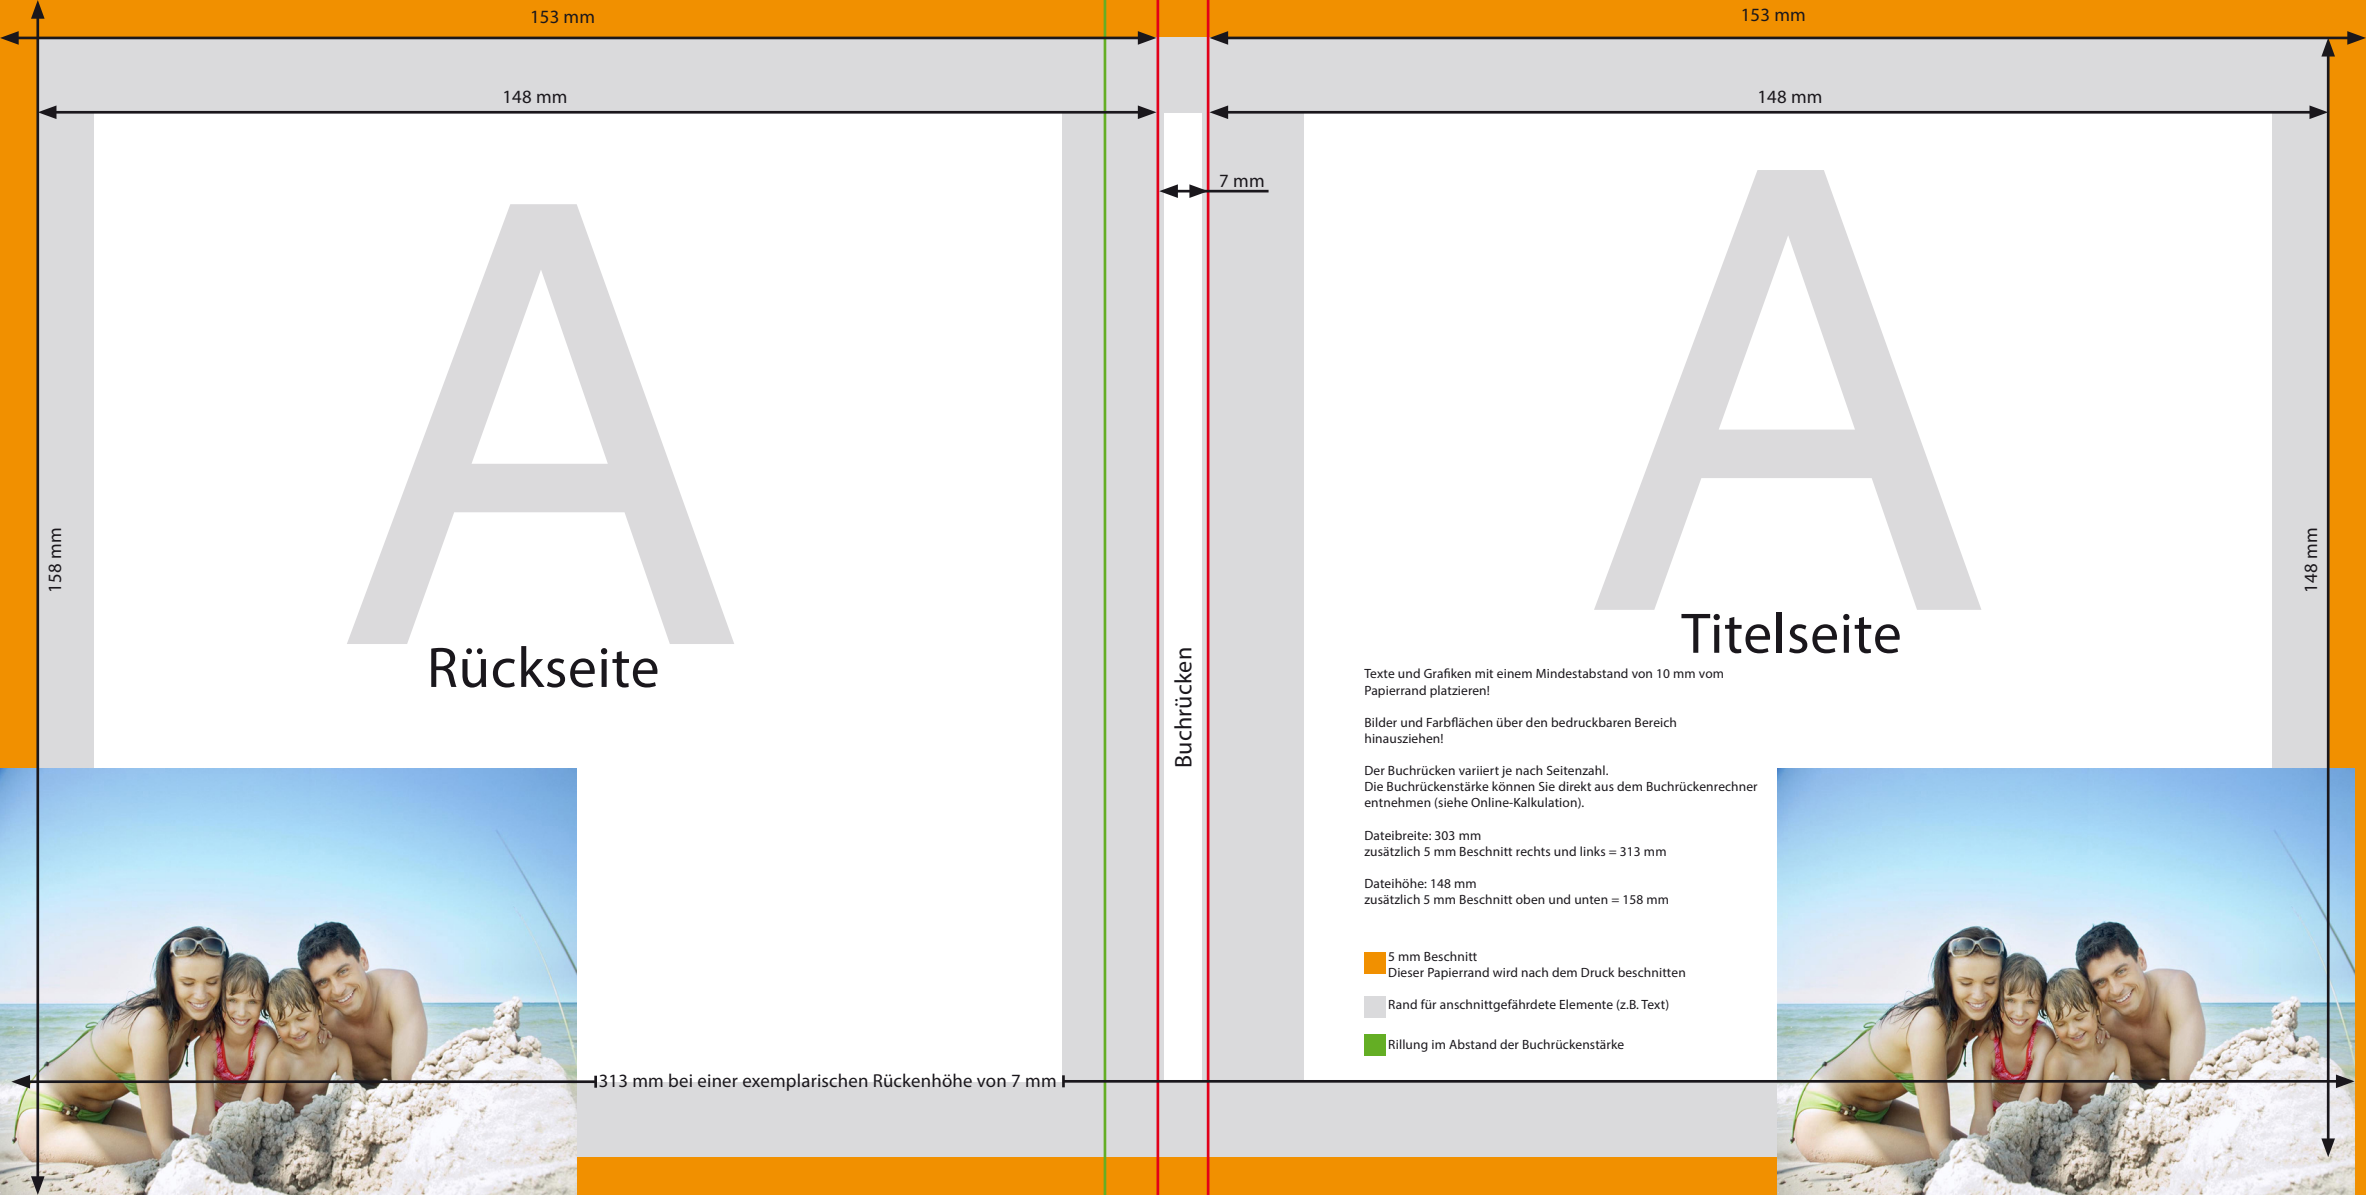 153 mm
153 mm
148 mm
148 mm
7 mm
A
A
158 mm
148 mm
Rückseite
Buchrücken
Titelseite
Texte und Grafiken mit einem Mindestabstand von 10 mm vom
Papierrand platzieren!
Bilder und Farbflächen über den bedruckbaren Bereich
hinausziehen!
Der Buchrücken variiert je nach Seitenzahl.
Die Buchrückenstärke können Sie direkt aus dem Buchrückenrechner
entnehmen (siehe Online-Kalkulation).
Dateibreite: 303 mm
zusätzlich 5 mm Beschnitt rechts und links = 313 mm
Dateihöhe: 148 mm
zusätzlich 5 mm Beschnitt oben und unten = 158 mm
5 mm Beschnitt
Dieser Papierrand wird nach dem Druck beschnitten
Rand für anschnittgefährdete Elemente (z.B. Text)
Rillung im Abstand der Buchrückenstärke
313 mm bei einer exemplarischen Rückenhöhe von 7 mm